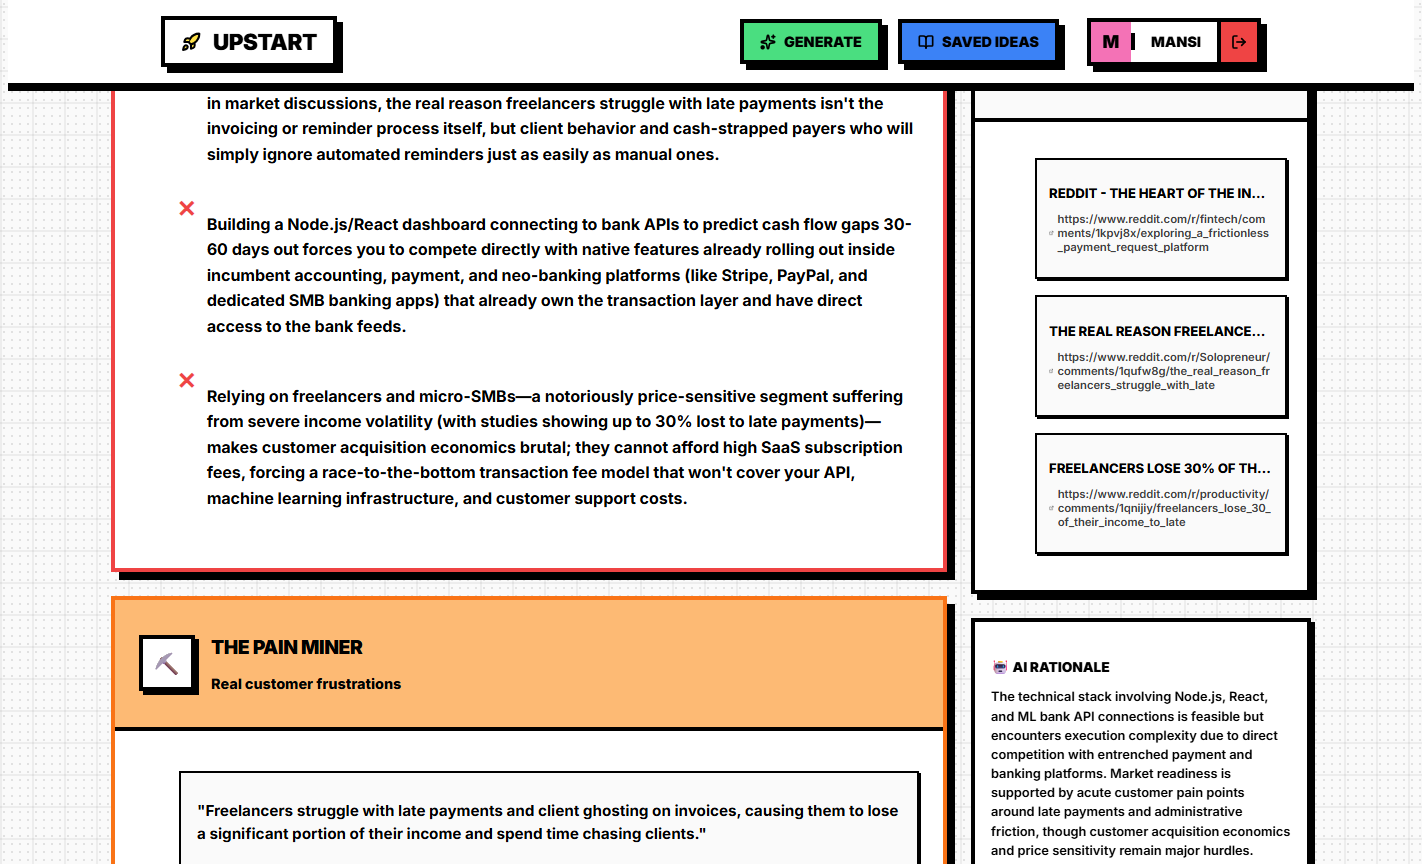 UPSTART
GENERATE
SAVED IDEAS
M
MANSI
in market discussions, the real reason freelancers struggle with late payments isn't the
invoicing or reminder process itself, but client behavior and cash-strapped payers who will
simply ignore automated reminders just as easily as manual ones.
Building a Node.js/React dashboard connecting to bank APIs to predict cash flow gaps 30-
60 days out forces you to compete directly with native features already rolling out inside
incumbent accounting, payment, and neo-banking platforms (like Stripe, PayPal, and
dedicated SMB banking apps) that already own the transaction layer and have direct
access to the bank feeds.
Relying on freelancers and micro-SMBs—a notoriously price-sensitive segment suffering
from severe income volatility (with studies showing up to 30% lost to late payments)—
makes customer acquisition economics brutal; they cannot afford high SaaS subscription
fees, forcing a race-to-the-bottom transaction fee model that won't cover your API,
machine learning infrastructure, and customer support costs.
THE PAIN MINER
Real customer frustrations
"Freelancers struggle with late payments and client ghosting on invoices, causing them to lose
a significant portion of their income and spend time chasing clients."
REDDIT - THE HEART OF THE IN...
https://www.reddit.com/r/fintech/com
ments/1kpvj8x/exploring_a_frictionless
_payment_request_platform
THE REAL REASON FREELANCE...
https://www.reddit.com/r/Solopreneur/
comments/1qufw8g/the_real_reason_fr
eelancers_struggle_with_late
FREELANCERS LOSE 30% OF TH...
https://www.reddit.com/r/productivity/
comments/1qnijiy/freelancers_lose_30_
of_their_income_to_late
AI RATIONALE
The technical stack involving Node.js, React,
and ML bank API connections is feasible but
encounters execution complexity due to direct
competition with entrenched payment and
banking platforms. Market readiness is
supported by acute customer pain points
around late payments and administrative
friction, though customer acquisition economics
and price sensitivity remain major hurdles.